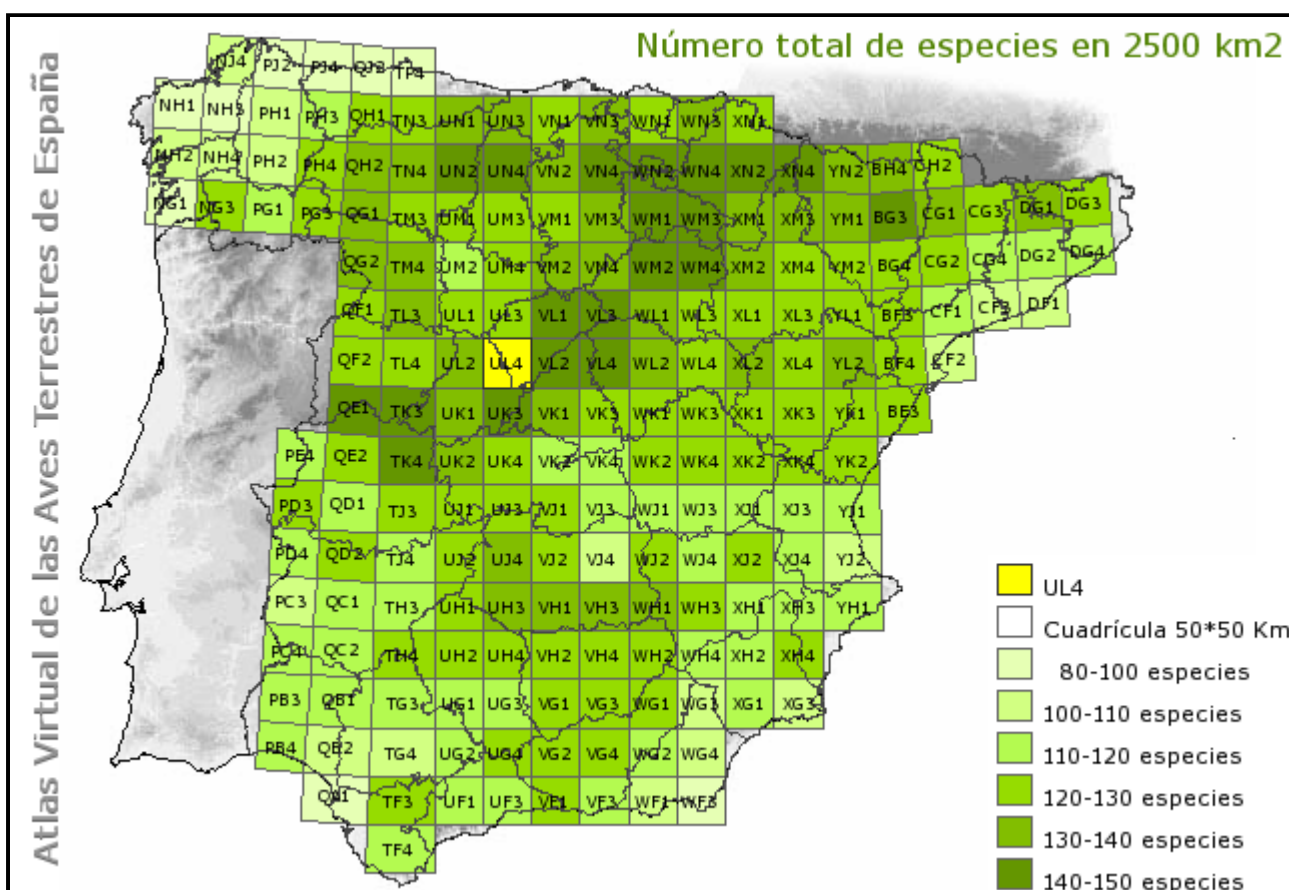 Número total de especies en 2500 km2
Atlas Virtual de las Aves Terrestres de España
NJ4 PJ2 PJ4 QJ2 TP4
NH1 NH3 PH1 PH3 QH1 TN3 UN1 UN3 VN1 VN3 WN1 WN3 XN1
NH2 NH4 PH2 PH4 QH2 TN4 UN2 UN4 VN2 VN4 WN2 WN4 XN2 XN4 YN2 BH4 CH2
NG1 NG3 PG1 PG3 QG1 TM3 UM1 UM3 VM1 VM3 WM1 WM3 XM1 XM3 YM1 BG3 CG1 CG3 DG1 DG3
QG2 TM4 UM2 UM4 VM2 VM4 WM2 WM4 XM2 XM4 YM2 BG4 CG2 CG4 DG2 DG4
QF1 TL3 UL1 UL3 VL1 VL3 WL1 WL3 XL1 XL3 YL1 BF3 CF1 CF3 DF1
QF2 TL4 UL2 UL4 VL2 VL4 WL2 WL4 XL2 XL4 YL2 BF4 CF2
QE1 TK3 UK1 UK3 VK1 VK3 WK1 WK3 XK1 XK3 YK1 BE3
PE4 QE2 TK4 UK2 UK4 VK2 VK4 WK2 WK4 XK2 XK4 YK2
PD3 QD1 TJ3 UJ1 UJ3 VJ1 VJ3 WJ1 WJ3 XJ1 XJ3 YJ1
PD4 QD2 TJ4 UJ2 UJ4 VJ2 VJ4 WJ2 WJ4 XJ2 XJ4 YJ2
PC3 QC1 TH3 UH1 UH3 VH1 VH3 WH1 WH3 XH1 XH3 YH1
PC4 QC2 TH4 UH2 UH4 VH2 VH4 WH2 WH4 XH2 XH4
PB3 QB1 TG3 UG1 UG3 VG1 VG3 WG1 WG3 XG1 XG3
PB4 QB2 TG4 UG2 UG4 VG2 VG4 WG2 WG4
QA1 TF3 UF1 UF3 VF1 VF3 WF1 WF3
TF4
UL4
Cuadrícula 50*50 Km
80-100 especies
100-110 especies
110-120 especies
120-130 especies
130-140 especies
140-150 especies